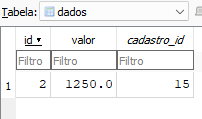 Tabela: dados
id valor cadastro_id
Filtro Filtro Filtro
1 2 1250.0 15